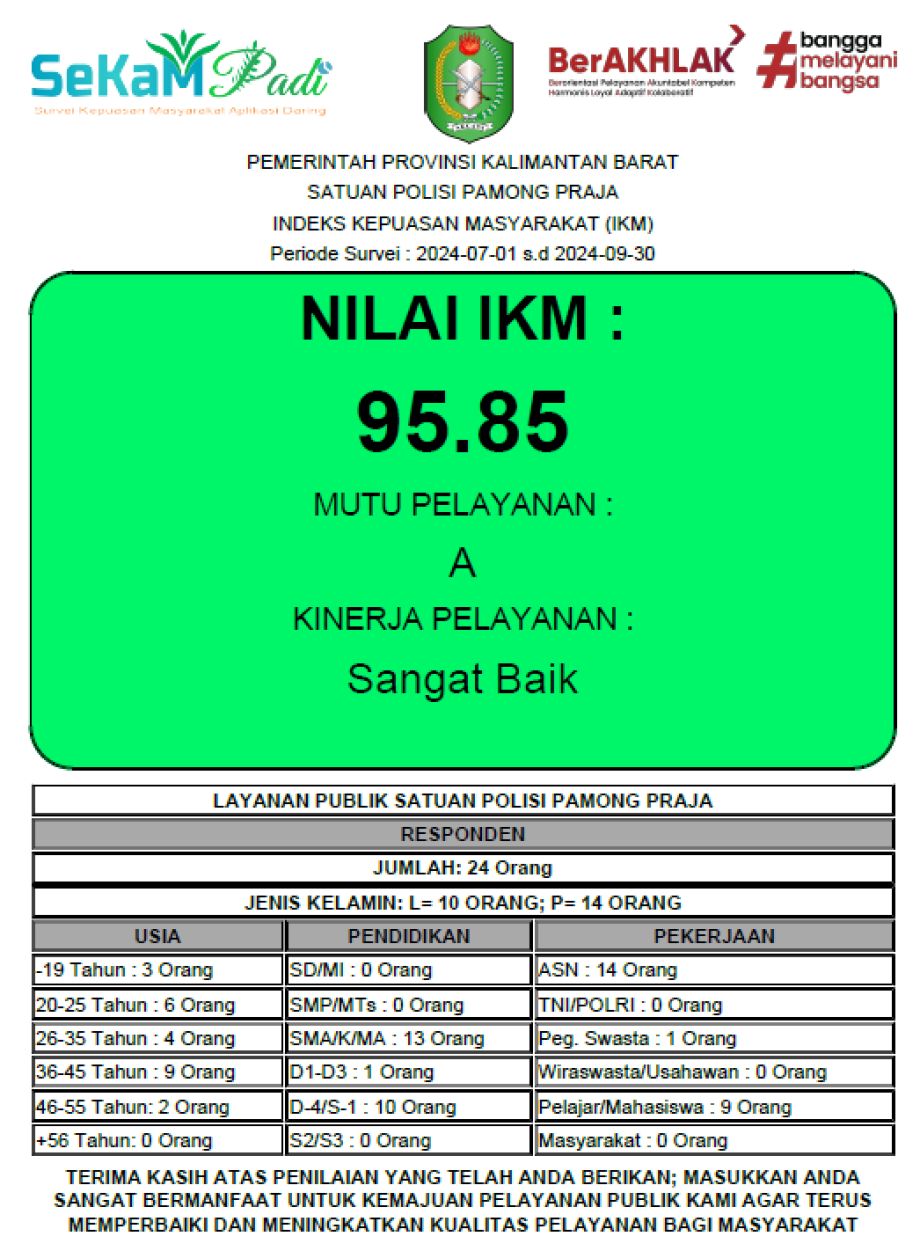 SeKaM Padi
Survei Kepuasan Masyarakat Aplikasi Daring
BerAKHLAK
Berorientasi Pelayanan Akuntabel Kompeten
Harmonis Loyal Adaptif Kolaboratif
#bangga
melayani
bangsa
PEMERINTAH PROVINSI KALIMANTAN BARAT
SATUAN POLISI PAMONG PRAJA
INDEKS KEPUASAN MASYARAKAT (IKM)
Periode Survei : 2024-07-01 s.d 2024-09-30
NILAI IKM :
95.85
MUTU PELAYANAN :
A
KINERJA PELAYANAN :
Sangat Baik
LAYANAN PUBLIK SATUAN POLISI PAMONG PRAJA
RESPONDEN
JUMLAH: 24 Orang
JENIS KELAMIN: L= 10 ORANG; P= 14 ORANG
USIA PENDIDIKAN PEKERJAAN
-19 Tahun : 3 Orang SD/MI : 0 Orang ASN : 14 Orang
20-25 Tahun : 6 Orang SMP/MTs : 0 Orang TNI/POLRI : 0 Orang
26-35 Tahun : 4 Orang SMA/K/MA : 13 Orang Peg. Swasta : 1 Orang
36-45 Tahun : 9 Orang D1-D3 : 1 Orang Wiraswasta/Usahawan : 0 Orang
46-55 Tahun: 2 Orang D-4/S-1 : 10 Orang Pelajar/Mahasiswa : 9 Orang
+56 Tahun: 0 Orang S2/S3 : 0 Orang Masyarakat : 0 Orang
TERIMA KASIH ATAS PENILAIAN YANG TELAH ANDA BERIKAN; MASUKKAN ANDA
SANGAT BERMANFAAT UNTUK KEMAJUAN PELAYANAN PUBLIK KAMI AGAR TERUS
MEMPERBAIKI DAN MENINGKATKAN KUALITAS PELAYANAN BAGI MASYARAKAT